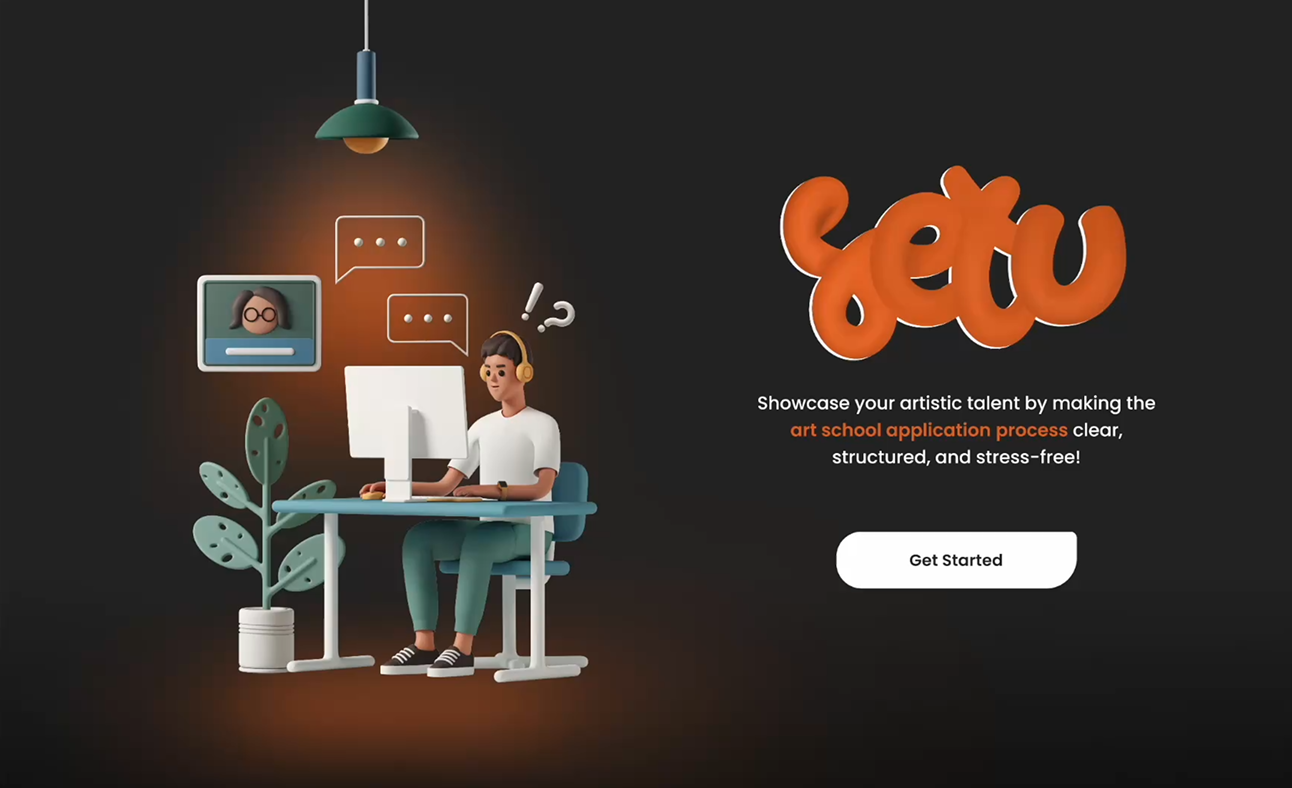 !?
setu
Showcase your artistic talent by making the
art school application process clear,
structured, and stress-free!
Get Started